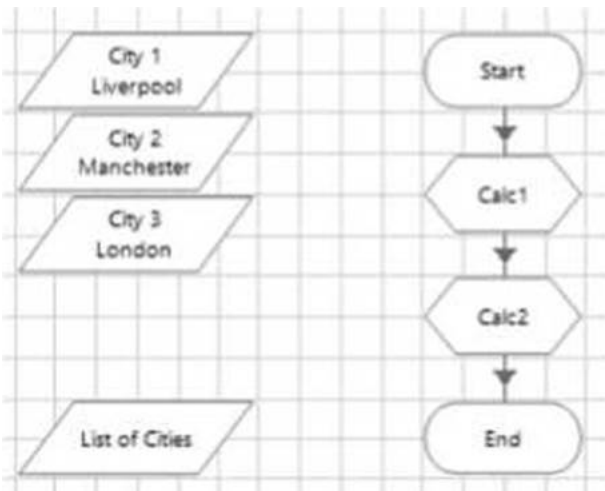 City 1
Liverpool
City 2
Manchester
City 3
London
List of Cities
Start
Calc1
Calc2
End